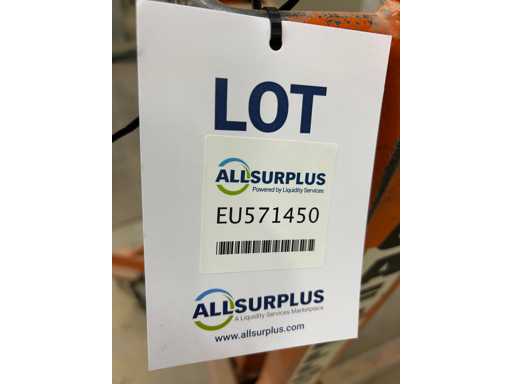 LOT
ALLSURPLUS
Powered by Liquidity Services
EU571450
ALLSURPLUS
A Liquidity Services Marketplace
www.allsurplus.com